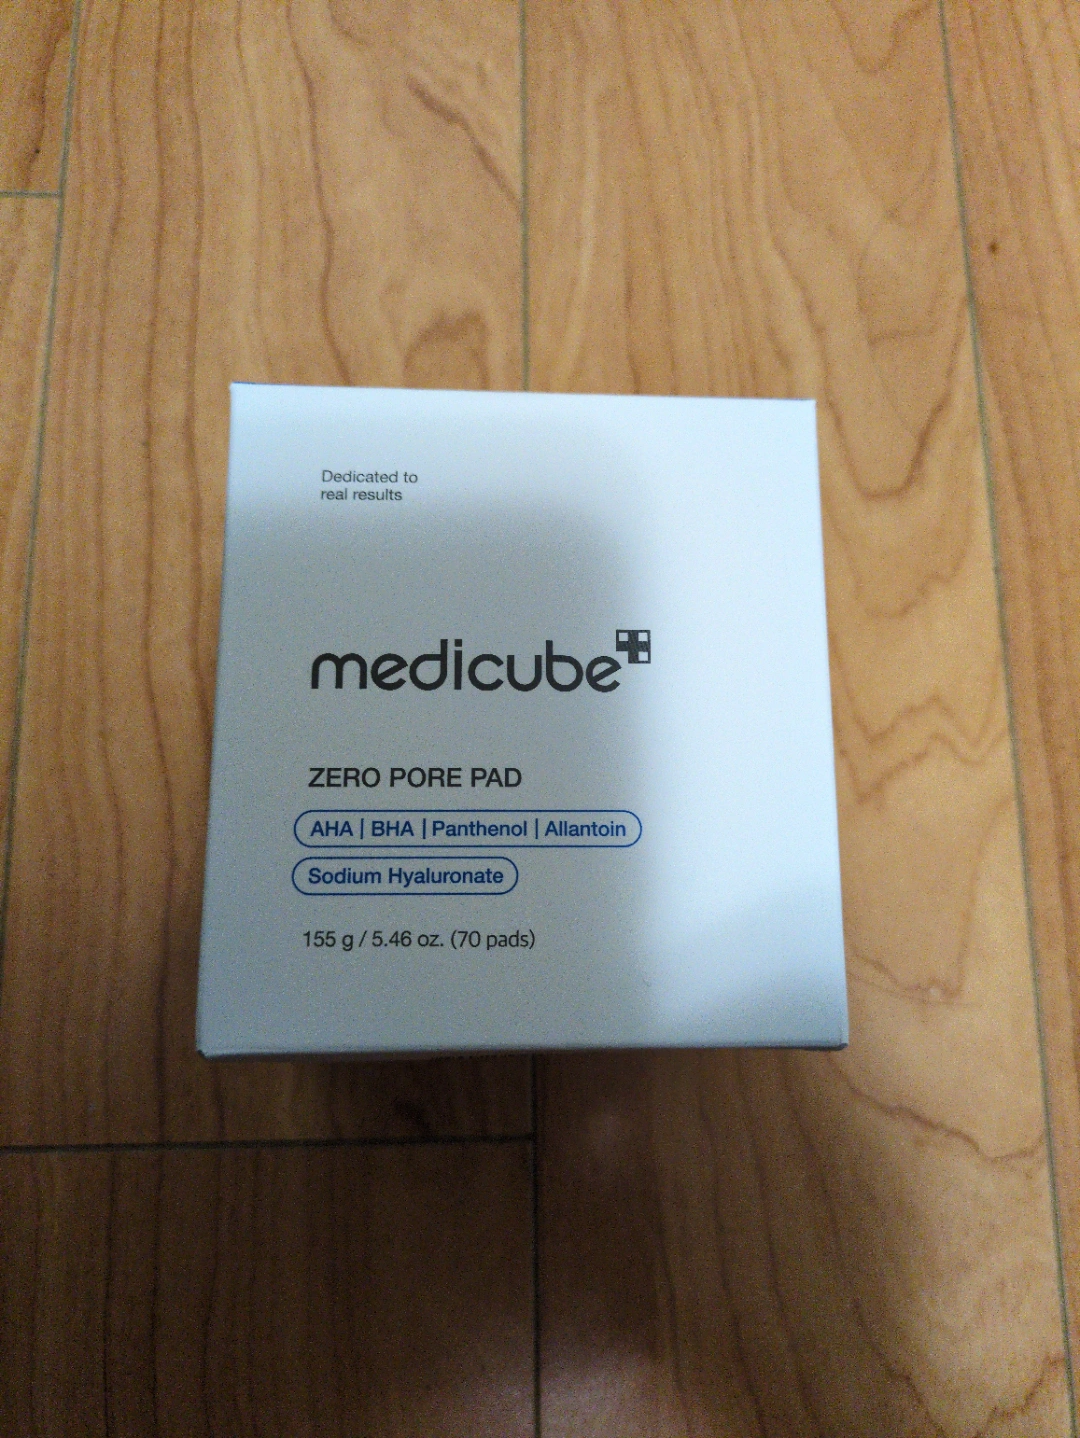 Dedicated to
real results
medicube
ZERO PORE PAD
AHA | BHA | Panthenol | Allantoin
Sodium Hyaluronate
155 g / 5.46 oz. (70 pads)